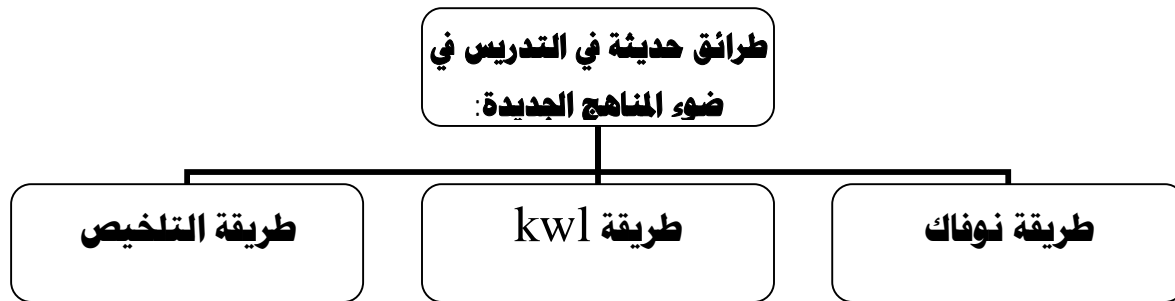 طرائق حديثة في التدريس في
ضوء المناهج الجديدة:
طريقة نوفاك
طريقة kwl
طريقة التلخيص